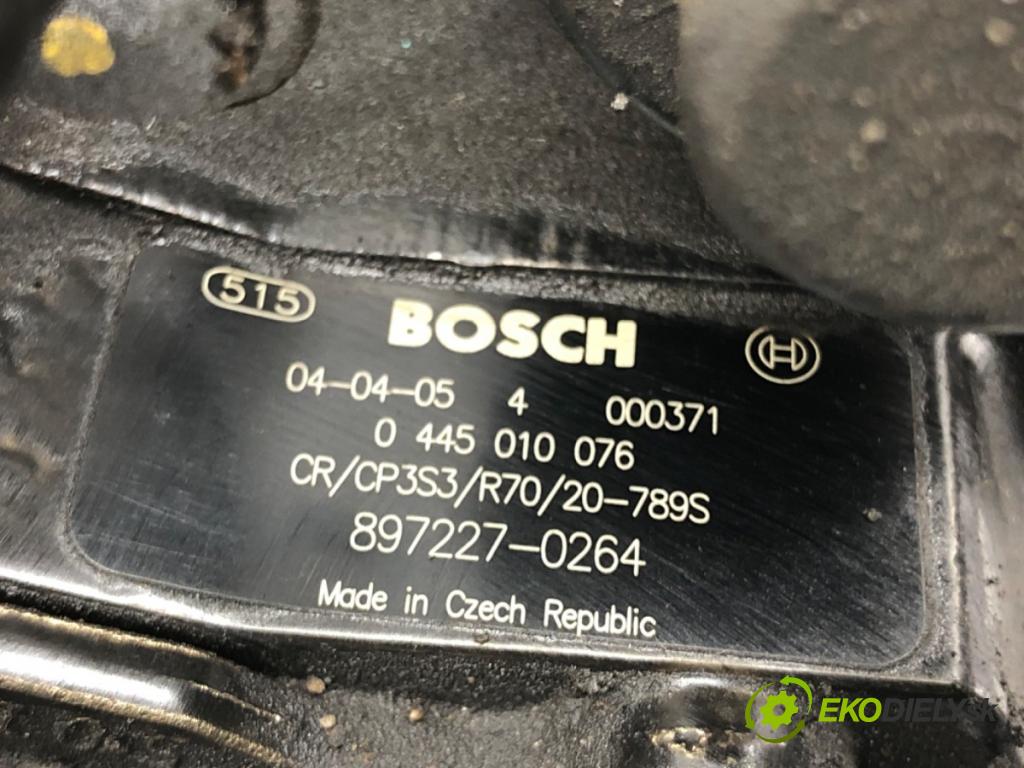 515 BOSCH
04-04-05 4 000371
0 445 010 076
CR/CP3S3/R70/20-789S
897227-0264
Made in Czech Republic
EKODIELY.SK